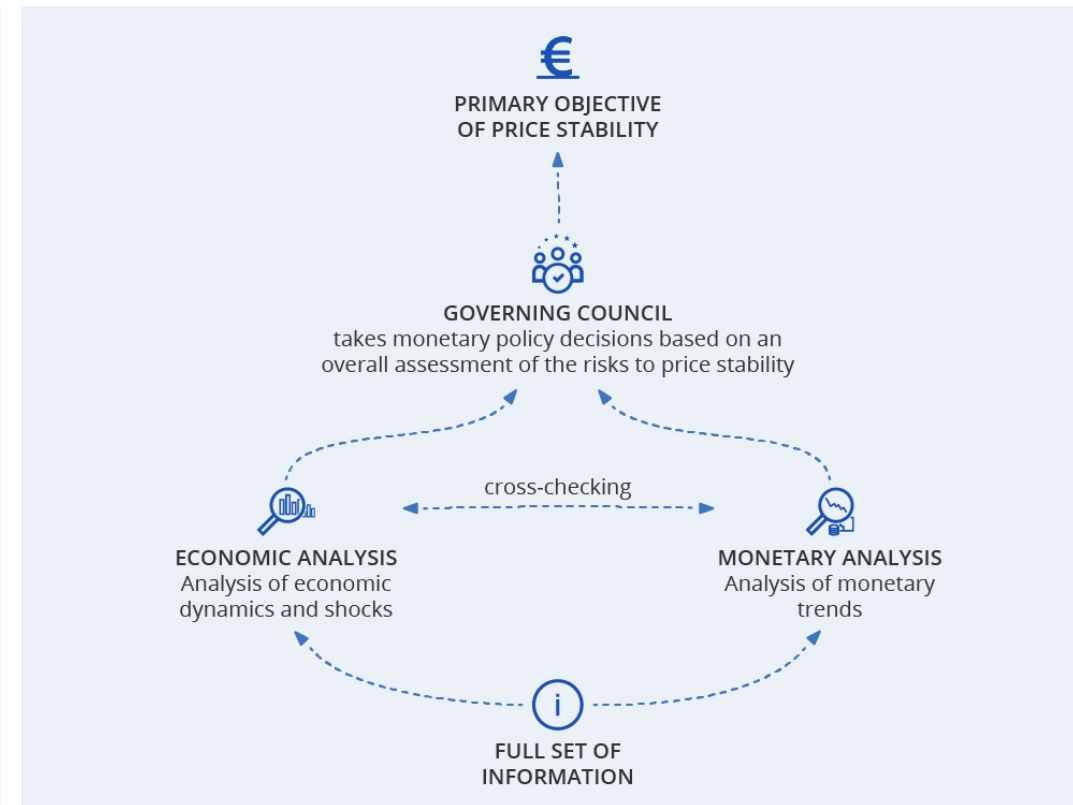 €
PRIMARY OBJECTIVE
OF PRICE STABILITY
GOVERNING COUNCIL
takes monetary policy decisions based on an
overall assessment of the risks to price stability
cross-checking
ECONOMIC ANALYSIS
Analysis of economic
dynamics and shocks
MONETARY ANALYSIS
Analysis of monetary
trends
i
FULL SET OF
INFORMATION